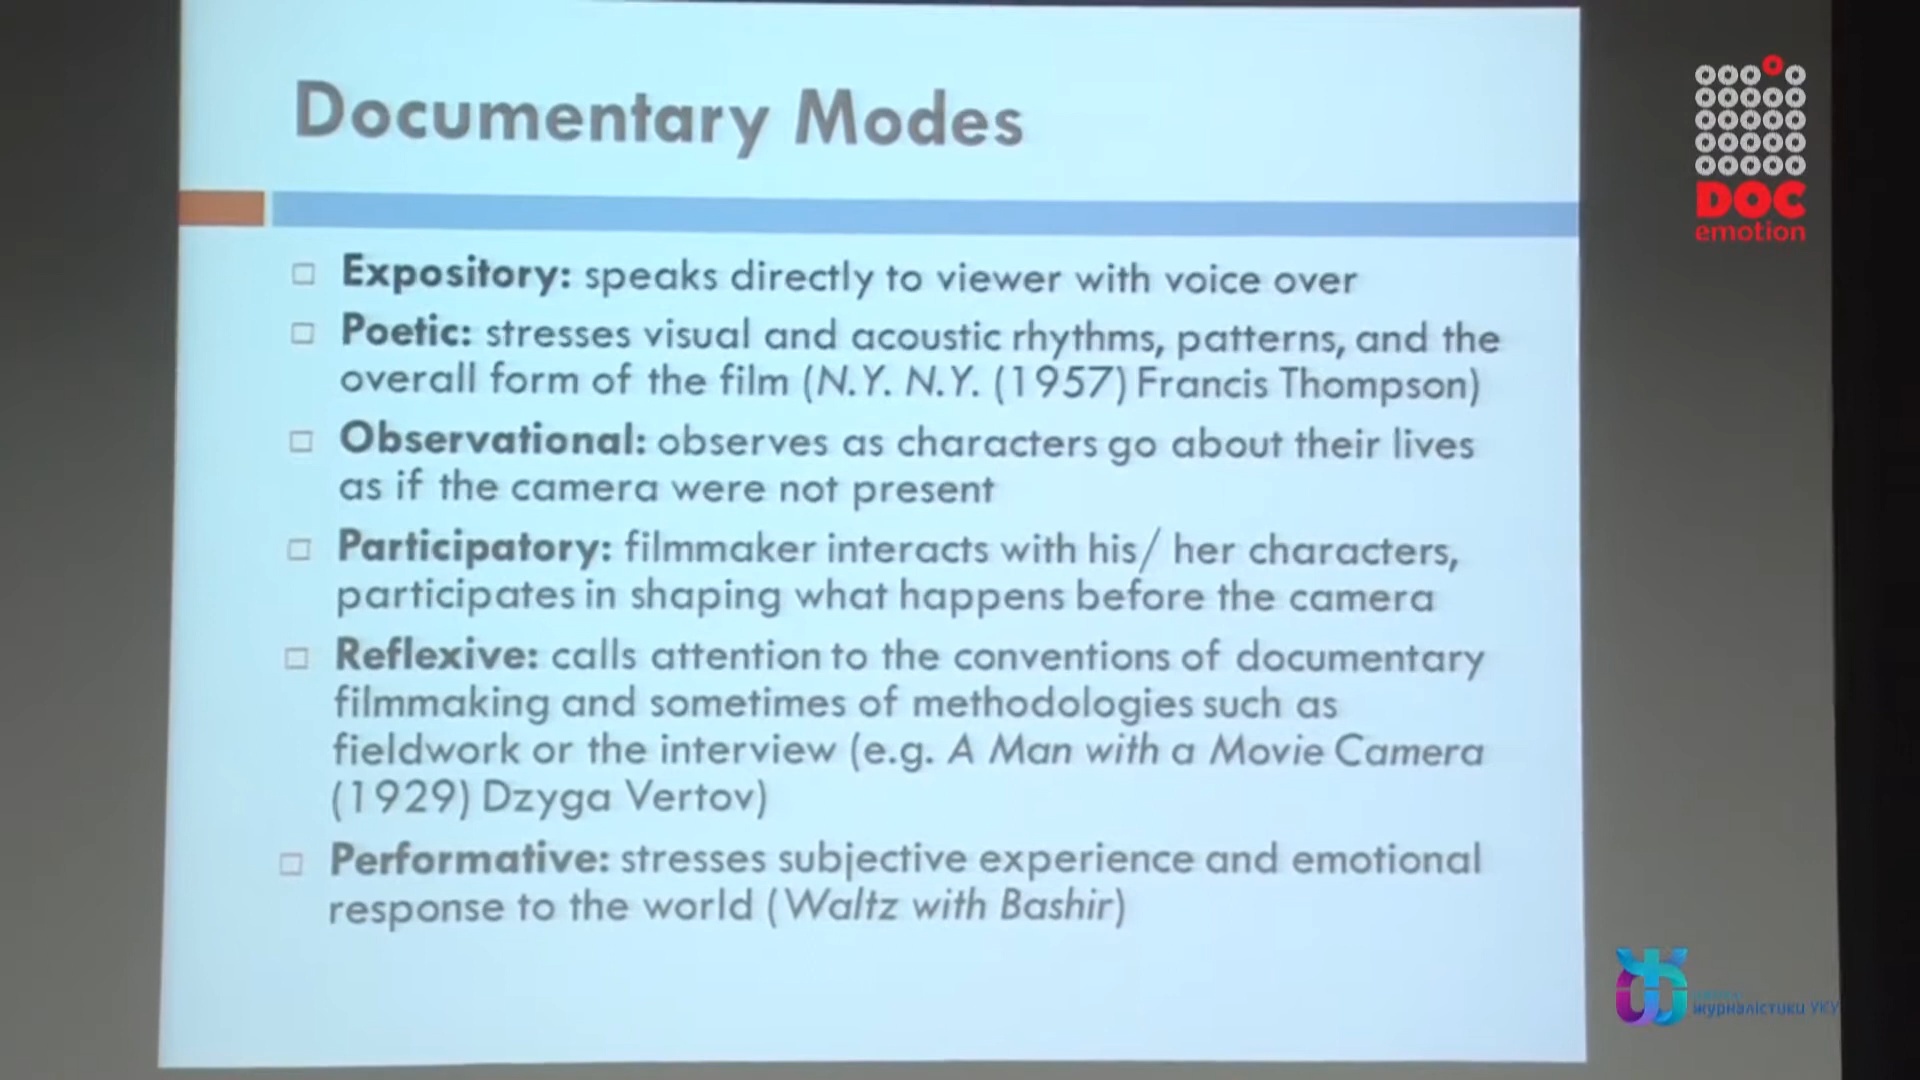 Documentary Modes
Expository: speaks directly to viewer with voice over
Poetic: stresses visual and acoustic rhythms, patterns, and the
overall form of the film (N.Y. N.Y. (1957) Francis Thompson)
Observational: observes as characters go about their lives
as if the camera were not present
Participatory: filmmaker interacts with his/ her characters,
participates in shaping what happens before the camera
Reflexive: calls attention to the conventions of documentary
filmmaking and sometimes of methodologies such as
fieldwork or the interview (e.g. A Man with a Movie Camera
(1929) Dzyga Vertov)
Performative: stresses subjective experience and emotional
response to the world (Waltz with Bashir)
DOC
emotion
журналістики УКУ